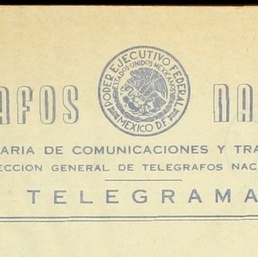 PODER EJECUTIVO FEDERAL
ESTADOS UNIDOS MEXICANOS
MEXICO D.F.
AFOS NA
ARIA DE COMUNICACIONES Y TRA
ECCION GENERAL DE TELEGRAFOS NAC
TELEGRAMA